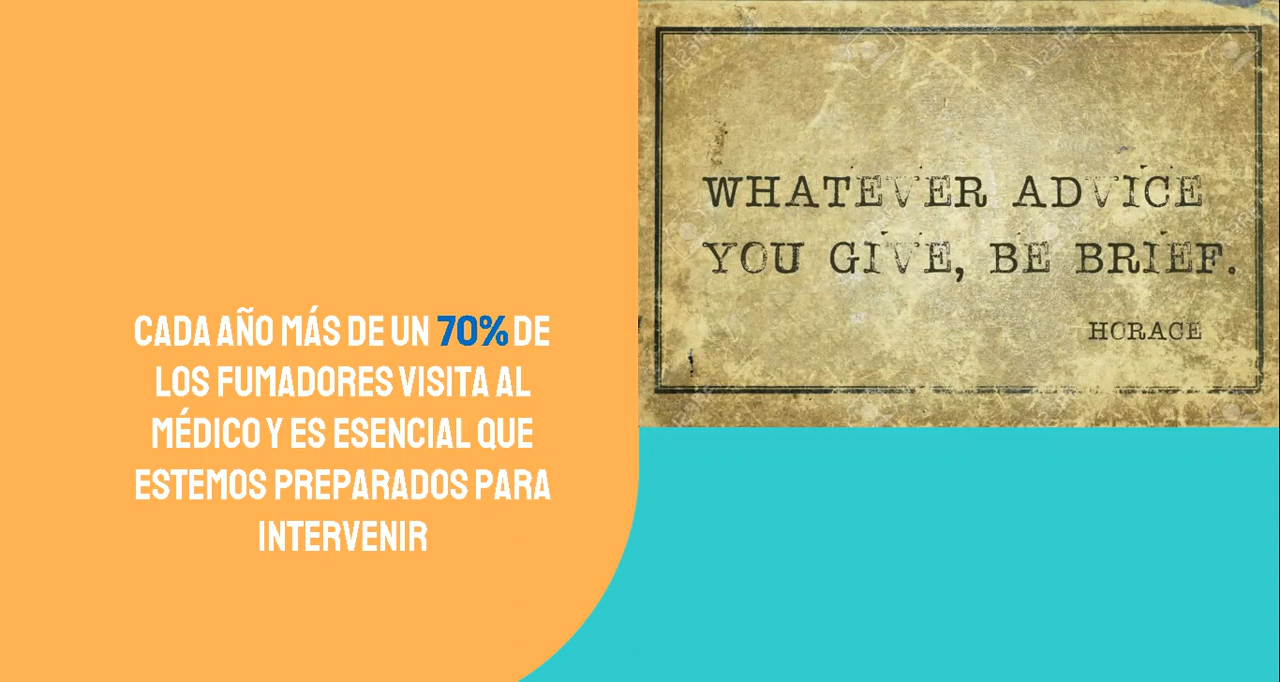 CADA AÑO MÁS DE UN 70% DE
LOS FUMADORES VISITA AL
MÉDICO Y ES ESENCIAL QUE
ESTEMOS PREPARADOS PARA
INTERVENIR
WHATEVER ADVICE
YOU GIVE, BE BRIEF.
HORACE